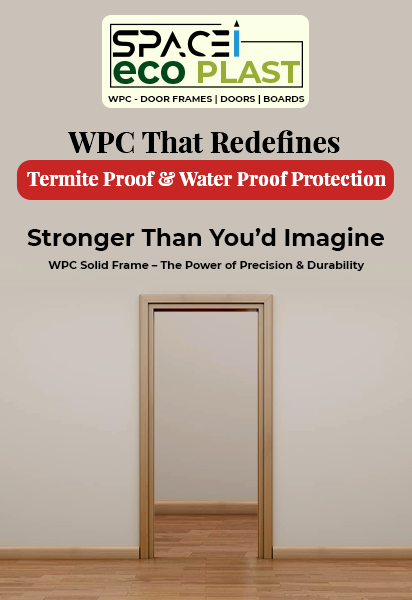 SPACEi
eco PLAST
WPC - DOOR FRAMES | DOORS | BOARDS
WPC That Redefines
Termite Proof & Water Proof Protection
Stronger Than You’d Imagine
WPC Solid Frame – The Power of Precision & Durability